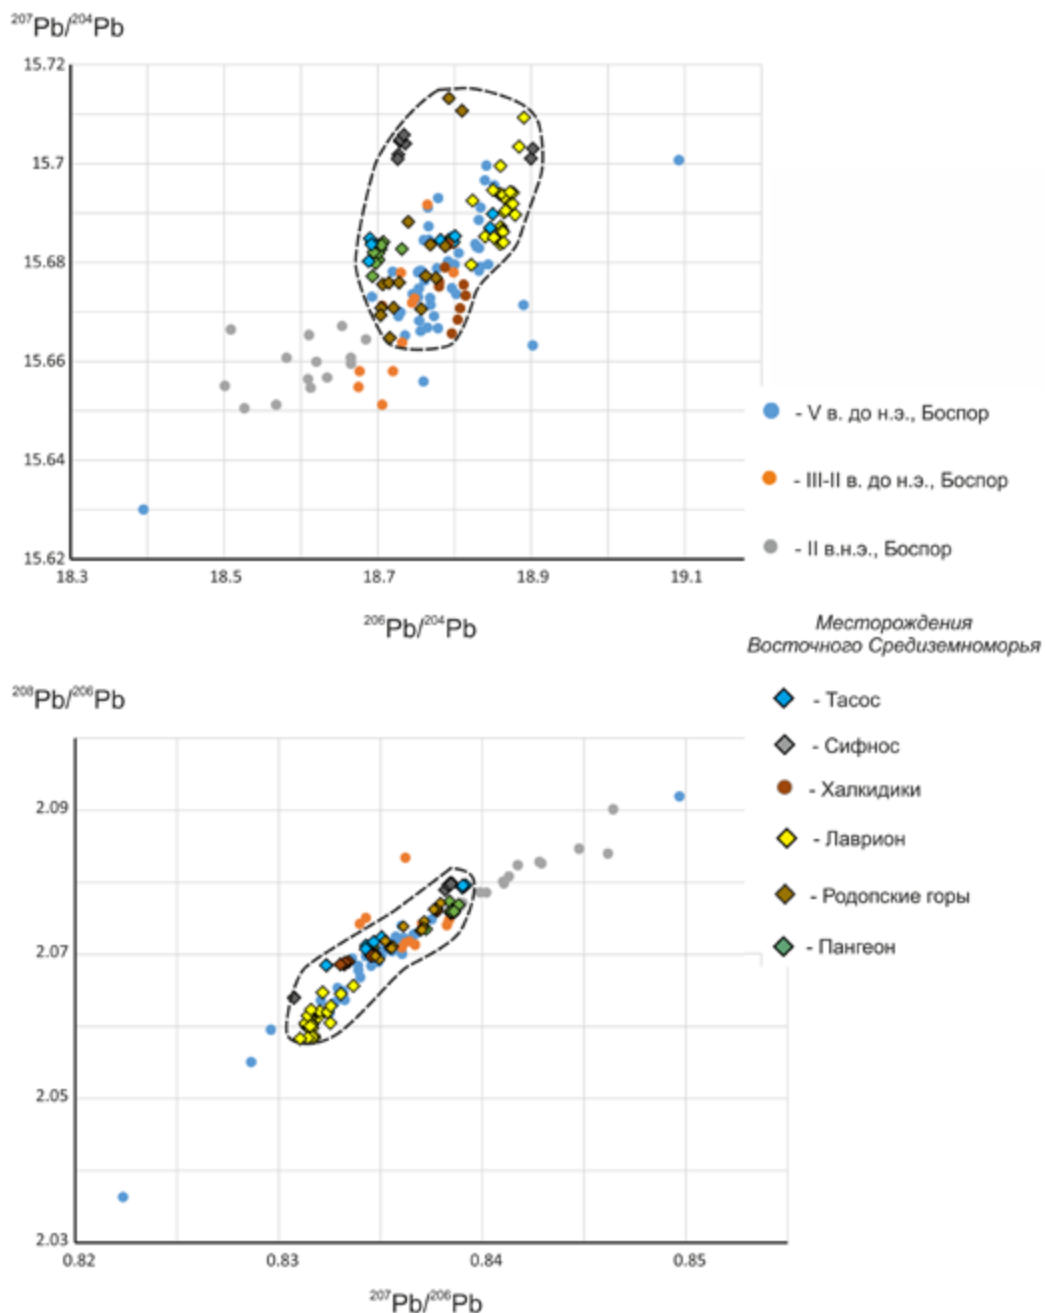 ²⁰⁷Pb/²⁰⁴Pb
15.72
15.7
15.68
15.66
15.64
15.62
18.3 18.5 18.7 18.9 19.1
²⁰⁶Pb/²⁰⁴Pb
- V в. до н.э., Боспор
- III-II в. до н.э., Боспор
- II в.н.э., Боспор
Месторождения
Восточного Средиземноморья
- Тасос
- Сифнос
- Халкидики
- Лаврион
- Родопские горы
- Пангеон
²⁰⁸Pb/²⁰⁶Pb
2.09
2.07
2.05
2.03
0.82 0.83 0.84 0.85
²⁰⁷Pb/²⁰⁶Pb